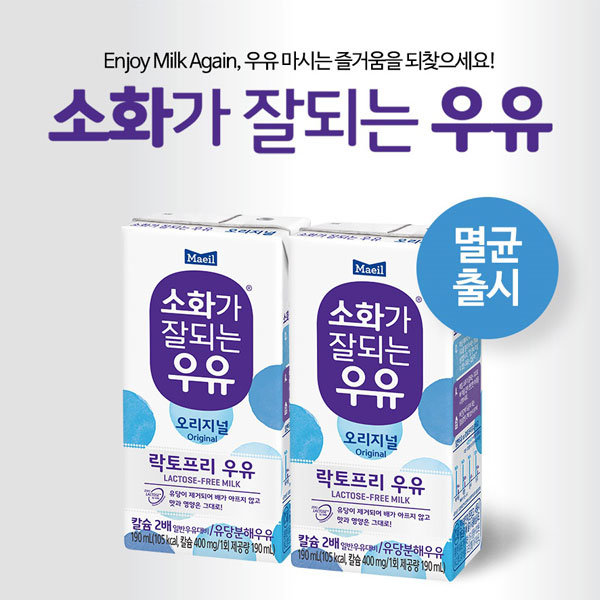 Enjoy Milk Again, 우유 마시는 즐거움을 되찾으세요!
소화가 잘되는 우유
멸균
출시
오리지널
Maeil
소화가
잘되는
우유
®
오리지널
Original
락토프리 우유
LACTOSE-FREE MILK
유당이 제거되어 배가 아프지 않고
맛과 영양은 그대로!
칼슘 2배 일반우유대비/유당분해우유
190 mL(105 kcal, 칼슘 400 mg/1회 제공량 190 mL)
오리지널
Maeil
소화가
잘되는
우유
®
오리지널
Original
락토프리 우유
LACTOSE-FREE MILK
유당이 제거되어 배가 아프지 않고
맛과 영양은 그대로!
칼슘 2배 일반우유대비/유당분해우유
190 mL(105 kcal, 칼슘 400 mg/1회 제공량 190 mL)